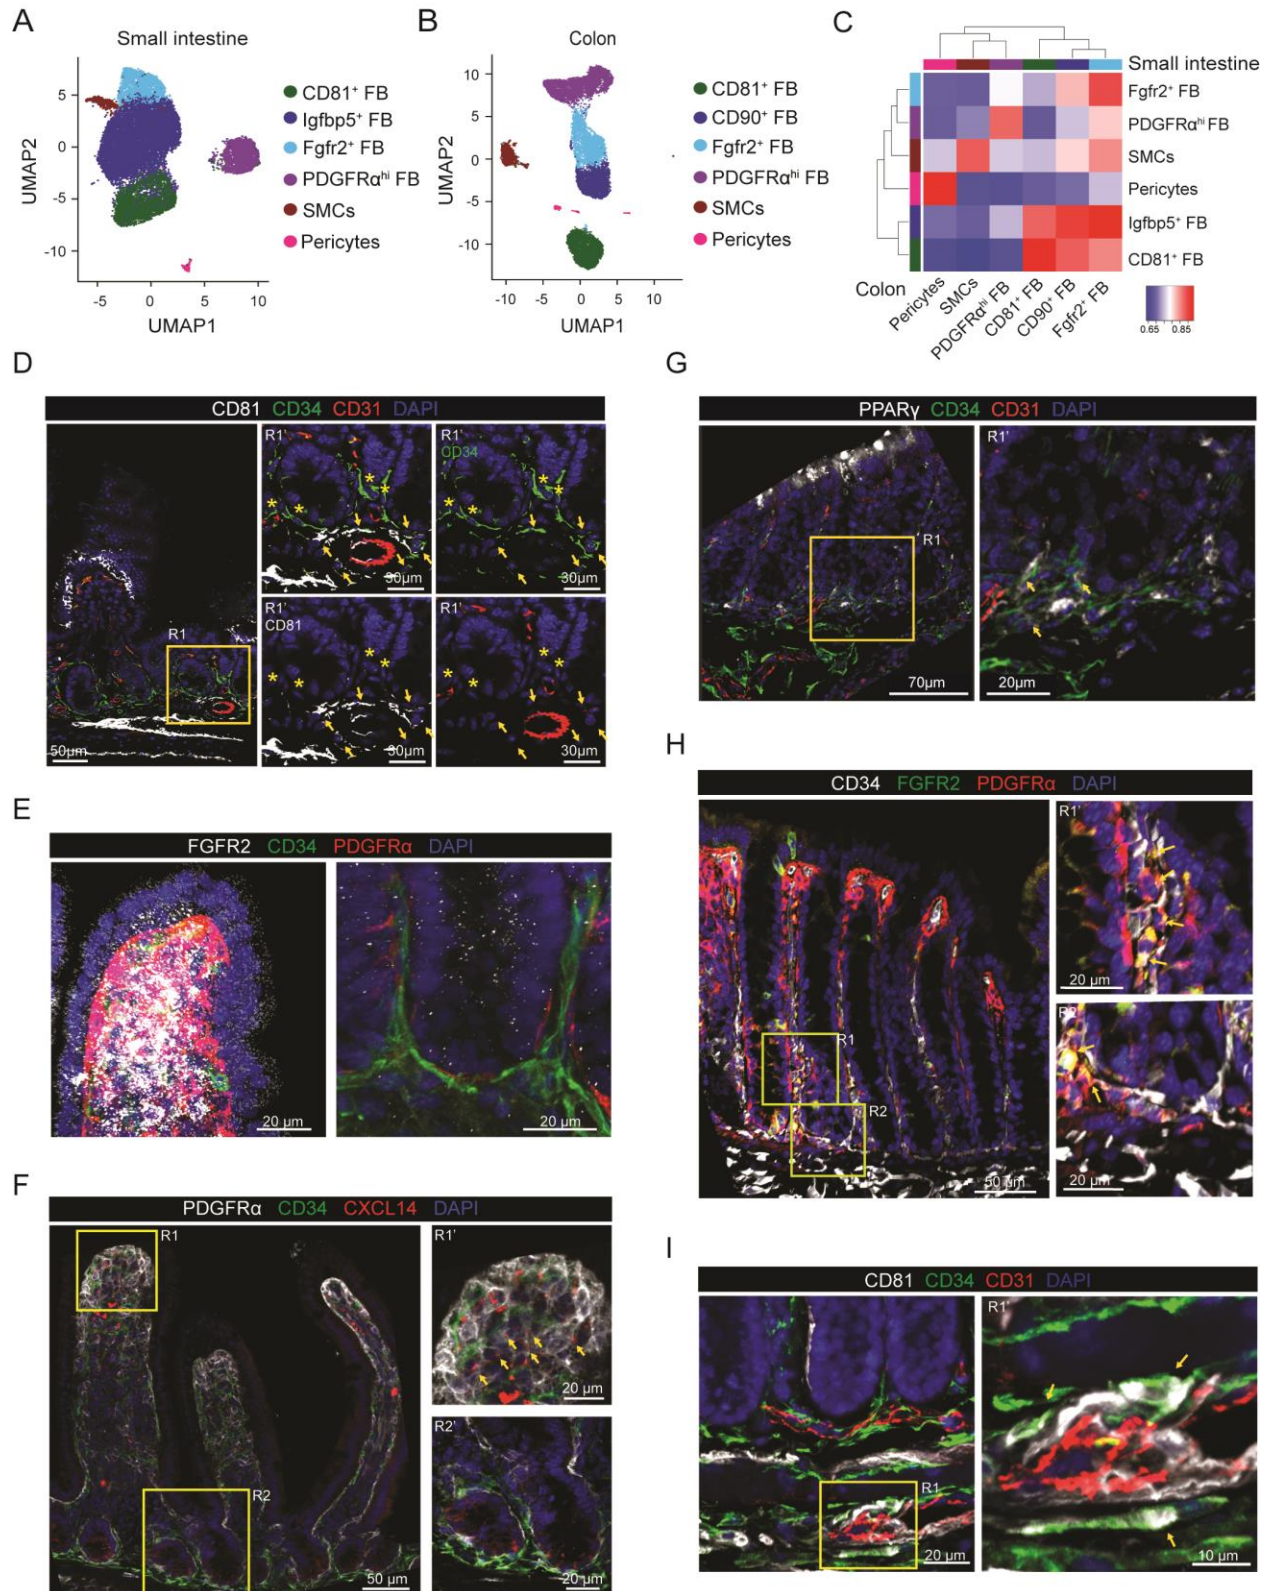 A
Small intestine
UMAP2
5
0
-5
-10
-5
0
5
10
UMAP1
CD81⁺ FB
Igfbp5⁺ FB
Fgfr2⁺ FB
PDGFRαʰⁱ FB
SMCs
Pericytes
B
Colon
UMAP2
10
5
0
-5
-10
-10
-5
0
5
10
UMAP1
CD81⁺ FB
CD90⁺ FB
Fgfr2⁺ FB
PDGFRαʰⁱ FB
SMCs
Pericytes
C
Small intestine
Fgfr2⁺ FB
PDGFRαʰⁱ FB
SMCs
Pericytes
Igfbp5⁺ FB
CD81⁺ FB
Colon
Pericytes
SMCs
PDGFRαʰⁱ FB
CD81⁺ FB
CD90⁺ FB
Fgfr2⁺ FB
0.65 0.85
D
CD81 CD34 CD31 DAPI
R1
50µm
R1'
30µm
R1'
CD34
30µm
R1'
CD81
30µm
R1'
30µm
E
FGFR2 CD34 PDGFRα DAPI
20 µm
20 µm
F
PDGFRα CD34 CXCL14 DAPI
R1
R2
50 µm
R1'
20 µm
R2'
20 µm
G
PPARγ CD34 CD31 DAPI
R1
70µm
R1'
20µm
H
CD34 FGFR2 PDGFRα DAPI
R1
R2
50 µm
R1'
20 µm
R2'
20 µm
I
CD81 CD34 CD31 DAPI
R1
20 µm
R1'
10 µm